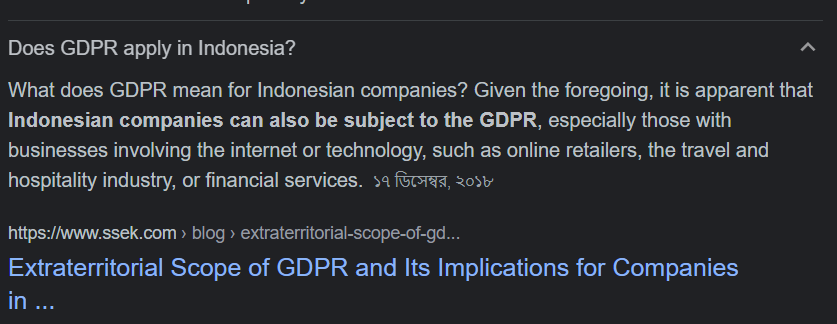 Does GDPR apply in Indonesia?
What does GDPR mean for Indonesian companies? Given the foregoing, it is apparent that
Indonesian companies can also be subject to the GDPR, especially those with
businesses involving the internet or technology, such as online retailers, the travel and
hospitality industry, or financial services. ১৭ ডিসেম্বর, ২০১৮
https://www.ssek.com › blog › extraterritorial-scope-of-gd...
Extraterritorial Scope of GDPR and Its Implications for Companies
in ...